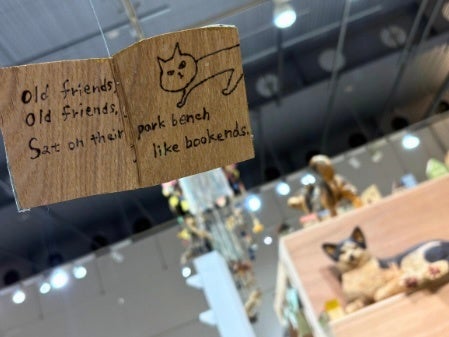 Old friends,
Old friends,
Sat on their park bench
like bookends.